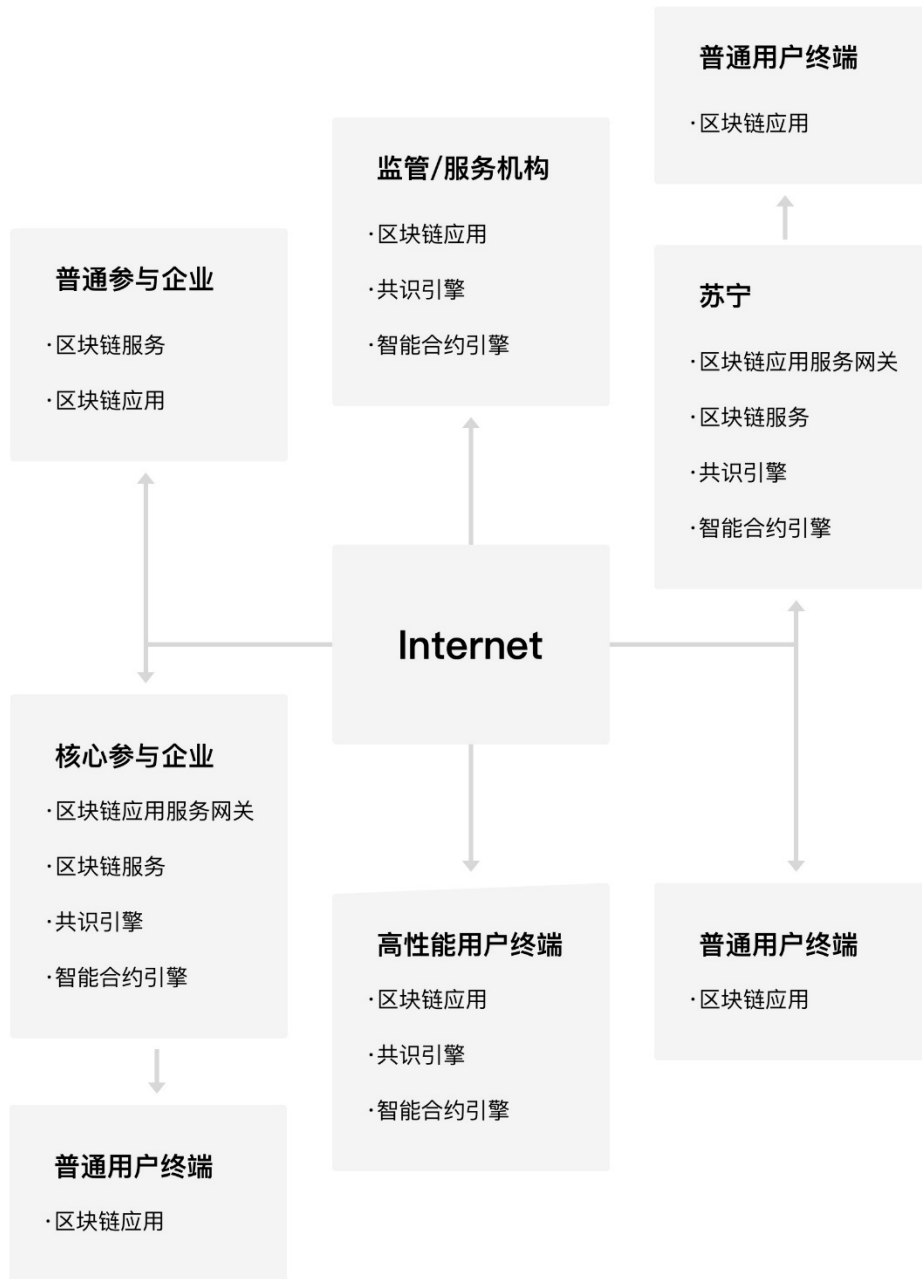 普通用户终端
·区块链应用
监管/服务机构
·区块链应用
·共识引擎
·智能合约引擎
普通参与企业
·区块链服务
·区块链应用
苏宁
·区块链应用服务网关
·区块链服务
·共识引擎
·智能合约引擎
Internet
核心参与企业
·区块链应用服务网关
·区块链服务
·共识引擎
·智能合约引擎
高性能用户终端
·区块链应用
·共识引擎
·智能合约引擎
普通用户终端
·区块链应用
普通用户终端
·区块链应用